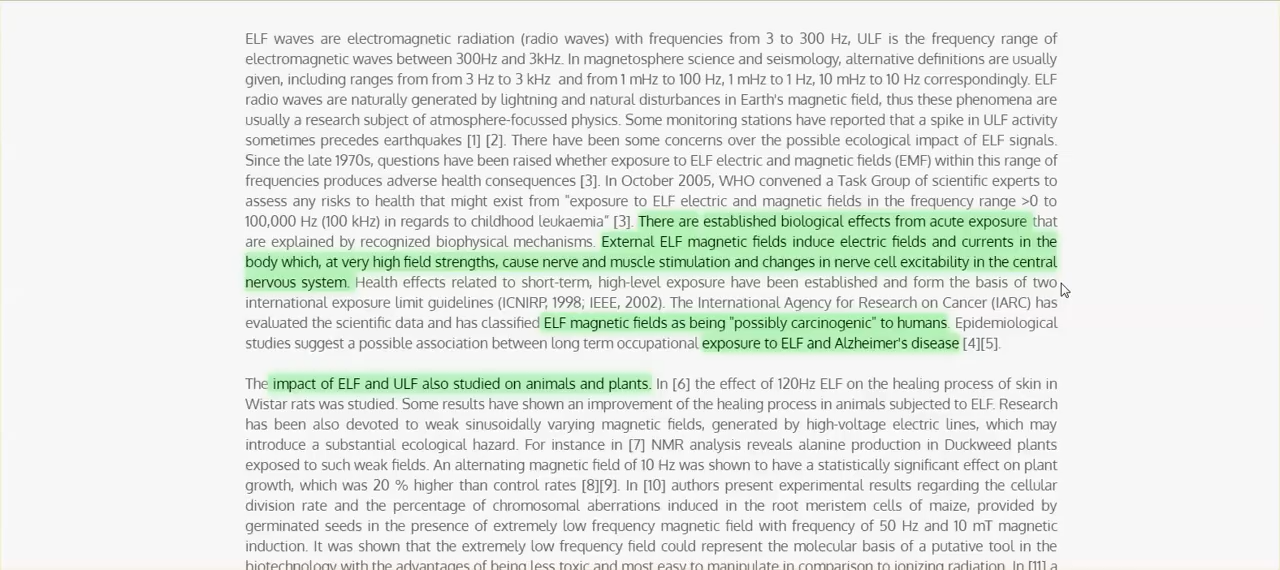 ELF waves are electromagnetic radiation (radio waves) with frequencies from 3 to 300 Hz, ULF is the frequency range of
electromagnetic waves between 300Hz and 3kHz. In magnetosphere science and seismology, alternative definitions are usually
given, including ranges from from 3 Hz to 3 kHz and from 1 mHz to 100 Hz, 1 mHz to 1 Hz, 10 mHz to 10 Hz correspondingly. ELF
radio waves are naturally generated by lightning and natural disturbances in Earth's magnetic field, thus these phenomena are
usually a research subject of atmosphere-focussed physics. Some monitoring stations have reported that a spike in ULF activity
sometimes precedes earthquakes [1] [2]. There have been some concerns over the possible ecological impact of ELF signals.
Since the late 1970s, questions have been raised whether exposure to ELF electric and magnetic fields (EMF) within this range of
frequencies produces adverse health consequences [3]. In October 2005, WHO convened a Task Group of scientific experts to
assess any risks to health that might exist from "exposure to ELF electric and magnetic fields in the frequency range >0 to
100,000 Hz (100 kHz) in regards to childhood leukaemia" [3]. There are established biological effects from acute exposure that
are explained by recognized biophysical mechanisms. External ELF magnetic fields induce electric fields and currents in the
body which, at very high field strengths, cause nerve and muscle stimulation and changes in nerve cell excitability in the central
nervous system. Health effects related to short-term, high-level exposure have been established and form the basis of two
international exposure limit guidelines (ICNIRP, 1998; IEEE, 2002). The International Agency for Research on Cancer (IARC) has
evaluated the scientific data and has classified ELF magnetic fields as being "possibly carcinogenic" to humans. Epidemiological
studies suggest a possible association between long term occupational exposure to ELF and Alzheimer's disease [4][5].
The impact of ELF and ULF also studied on animals and plants. In [6] the effect of 120Hz ELF on the healing process of skin in
Wistar rats was studied. Some results have shown an improvement of the healing process in animals subjected to ELF. Research
has been also devoted to weak sinusoidally varying magnetic fields, generated by high-voltage electric lines, which may
introduce a substantial ecological hazard. For instance in [7] NMR analysis reveals alanine production in Duckweed plants
exposed to such weak fields. An alternating magnetic field of 10 Hz was shown to have a statistically significant effect on plant
growth, which was 20 % higher than control rates [8][9]. In [10] authors present experimental results regarding the cellular
division rate and the percentage of chromosomal aberrations induced in the root meristem cells of maize, provided by
germinated seeds in the presence of extremely low frequency magnetic field with frequency of 50 Hz and 10 mT magnetic
induction. It was shown that the extremely low frequency field could represent the molecular basis of a putative tool in the
biotechnology with the advantages of being less toxic and most easy to manipulate in comparison to ionizing radiation. In [11] a